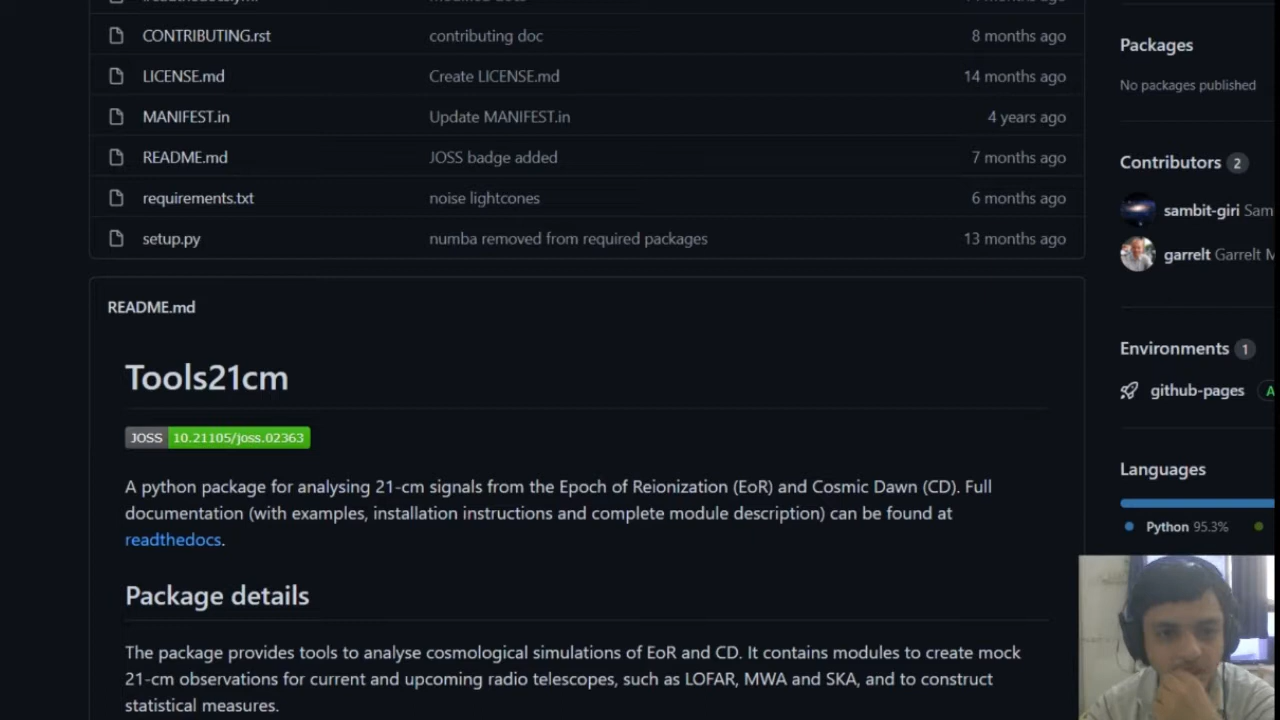 CONTRIBUTING.rst contributing doc 8 months ago
LICENSE.md Create LICENSE.md 14 months ago
MANIFEST.in Update MANIFEST.in 4 years ago
README.md JOSS badge added 7 months ago
requirements.txt noise lightcones 6 months ago
setup.py numba removed from required packages 13 months ago
README.md
Tools21cm
JOSS 10.21105/joss.02363
A python package for analysing 21-cm signals from the Epoch of Reionization (EoR) and Cosmic Dawn (CD). Full
documentation (with examples, installation instructions and complete module description) can be found at
readthedocs.
Package details
The package provides tools to analyse cosmological simulations of EoR and CD. It contains modules to create mock
21-cm observations for current and upcoming radio telescopes, such as LOFAR, MWA and SKA, and to construct
statistical measures.
Packages
No packages published
Contributors 2
sambit-giri Sam
garrelt Garrelt M
Environments 1
github-pages A
Languages
Python 95.3%